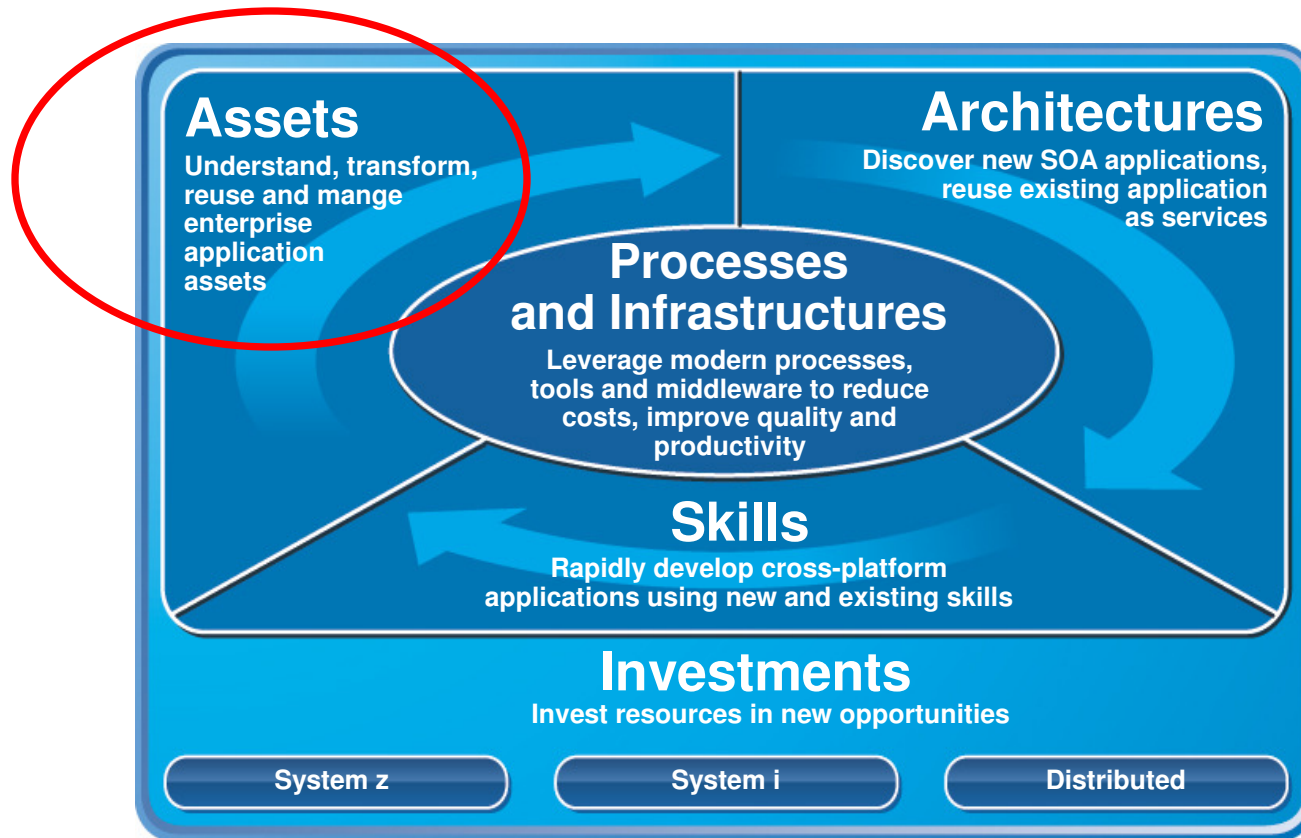 Assets
Understand, transform,
reuse and mange
enterprise
application
assets
Architectures
Discover new SOA applications,
reuse existing application
as services
Processes
and Infrastructures
Leverage modern processes,
tools and middleware to reduce
costs, improve quality and
productivity
Skills
Rapidly develop cross-platform
applications using new and existing skills
Investments
Invest resources in new opportunities
System z
System i
Distributed